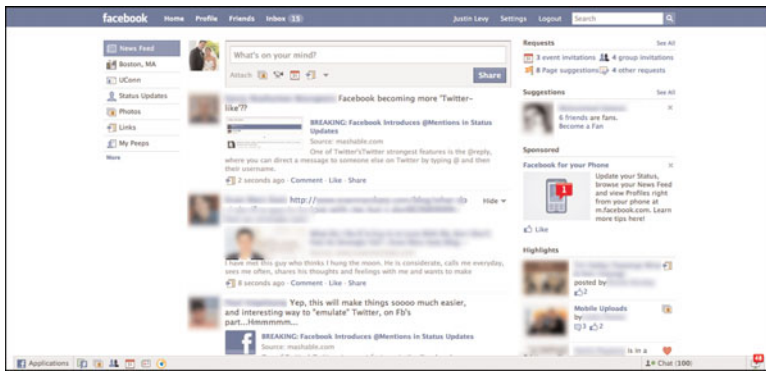 facebook Home Profile Friends Inbox 15 Justin Levy Settings Logout Search
News Feed
Boston, MA
UConn
Status Updates
Photos
Links
My Peeps
More
What's on your mind?
Attach
Share
Facebook becoming more 'Twitter-
like'??
BREAKING: Facebook Introduces @Mentions in Status
Updates
Source: mashable.com
One of Twitter'sTwitter strongest features is the @reply,
where you can direct a message to someone else on Twitter by typing @ and then
their username.
2 seconds ago · Comment · Like · Share
http:// Hide
I have met this guy who thinks I hung the moon. He is considerate, calls me everyday,
sees me often, shares his thoughts and feelings with me and wants to make
8 seconds ago · Comment · Like · Share
Yep, this will make things soooo much easier,
and interesting way to "emulate" Twitter, on Fb's
part...Hmmmmm...
BREAKING: Facebook Introduces @Mentions in Status Updates
Source: mashable.com
Requests See All
3 event invitations 4 group invitations
8 Page suggestions 4 other requests
Suggestions See All
6 friends are fans.
Become a Fan
Sponsored
Facebook for your Phone
1
Update your Status,
browse your News Feed
and view Profiles right
from your phone at
m.facebook.com. Learn
more tips here!
Like
Highlights
posted by
2
Mobile Uploads
by
3 2
is in a
Applications
Chat (100)